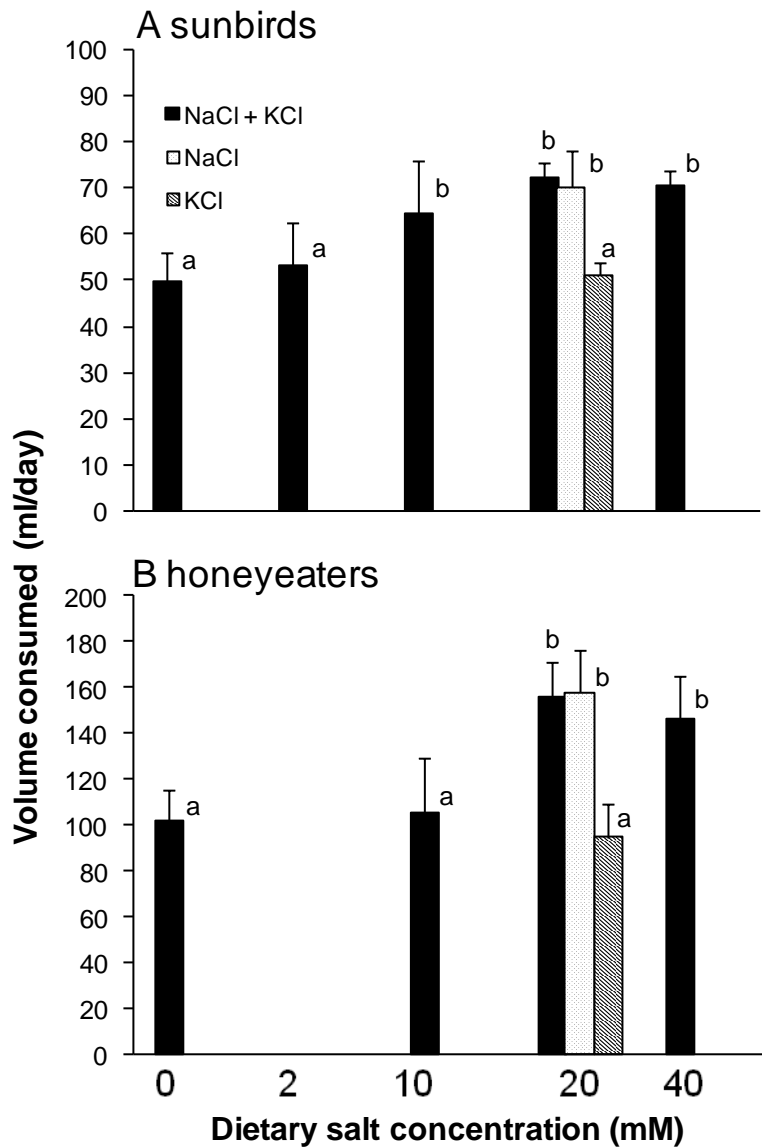 A sunbirds
100
90
80
70
60
50
40
30
20
10
0
NaCl + KCl
NaCl
KCl
a
a
b
b
b
a
b
Volume consumed (ml/day)
B honeyeaters
200
180
160
140
120
100
80
60
40
20
0
a
a
b
b
a
b
0 2 10 20 40
Dietary salt concentration (mM)